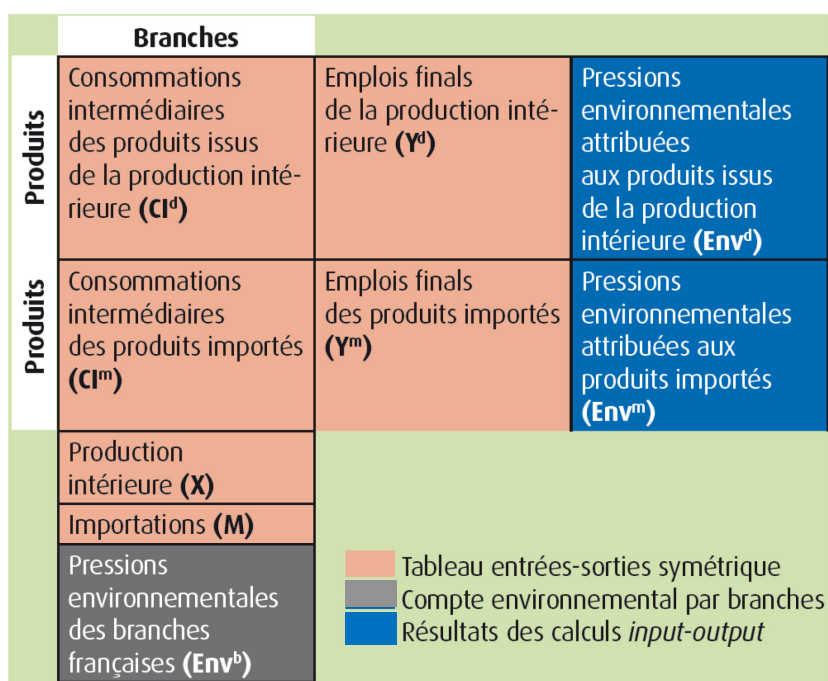 Branches
Produits
Consommations
intermédiaires
des produits issus
de la production inté-
rieure (CIᵈ)
Emplois finals
de la production inté-
rieure (Yᵈ)
Pressions
environnementales
attribuées
aux produits issus
de la production
intérieure (Envᵈ)
Produits
Consommations
intermédiaires
des produits importés
(CIᵐ)
Emplois finals
des produits importés
(Yᵐ)
Pressions
environnementales
attribuées aux
produits importés
(Envᵐ)
Production
intérieure (X)
Importations (M)
Pressions
environnementales
des branches
françaises (Envᵇ)
Tableau entrées-sorties symétrique
Compte environnemental par branches
Résultats des calculs input-output